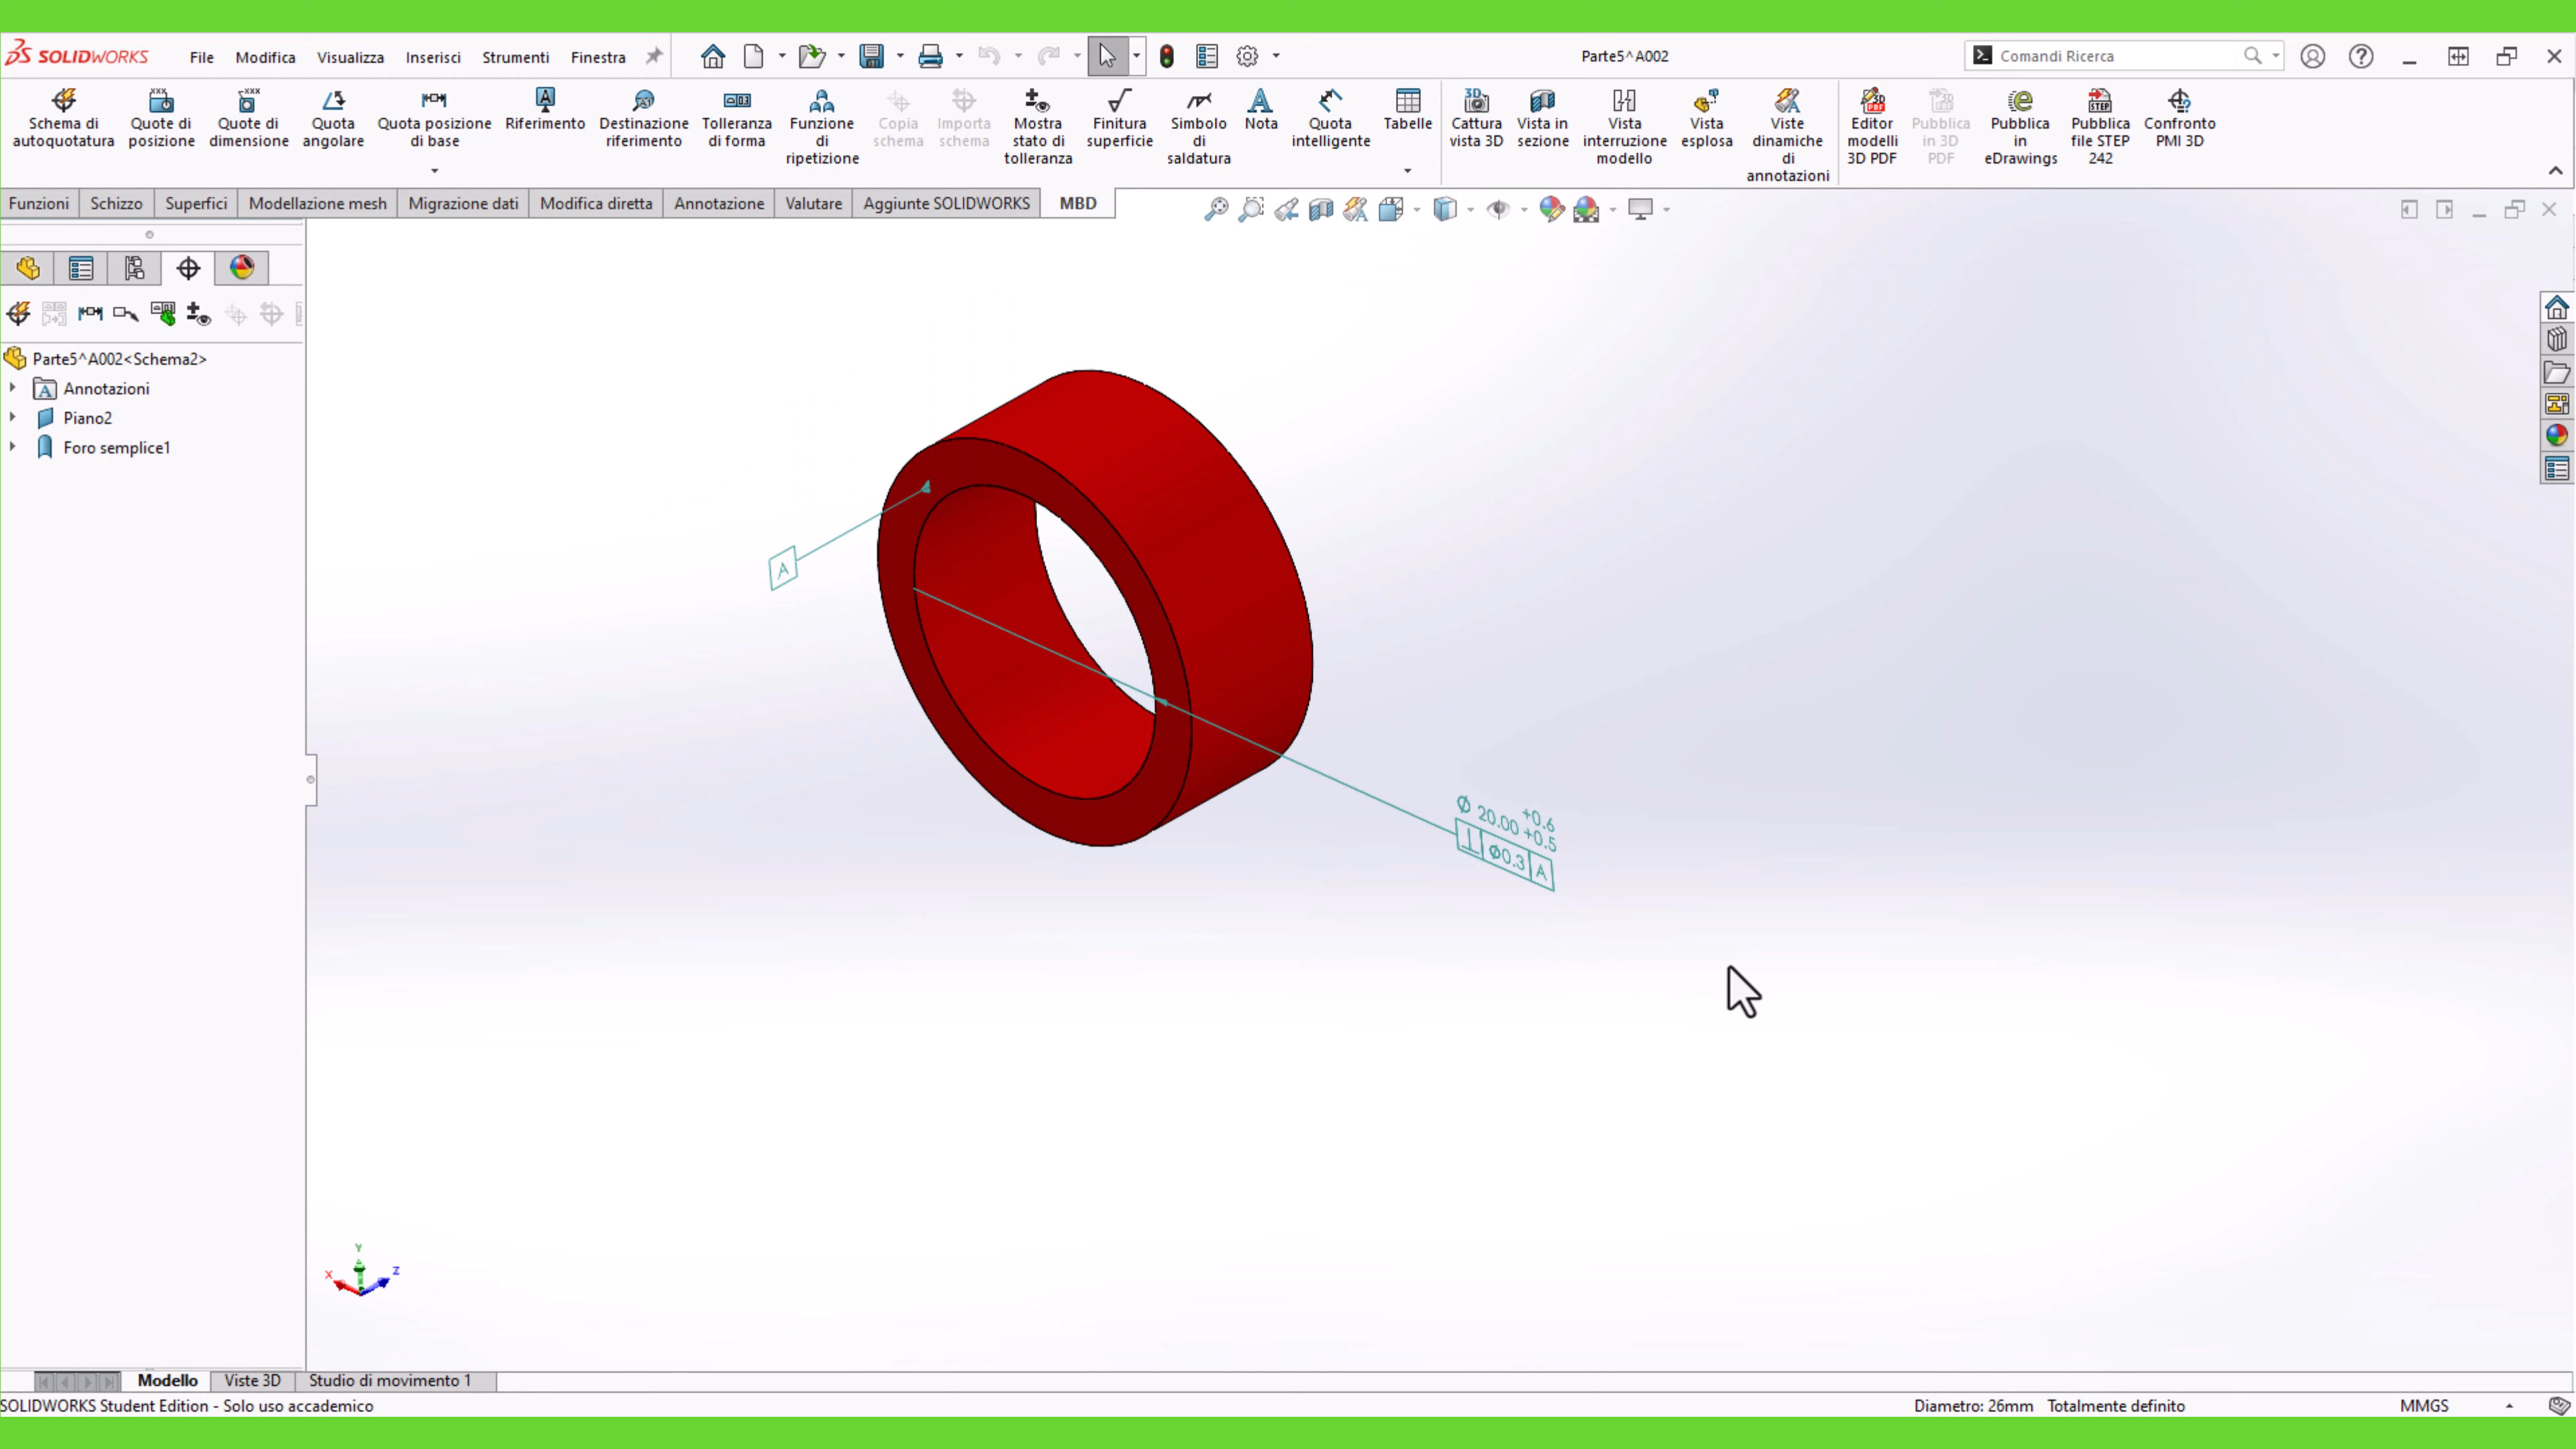 SOLIDWORKS File Modifica Visualizza Inserisci Strumenti Finestra Parte5^A002 Comandi Ricerca
Schema di autoquotatura
Quote di posizione
Quote di dimensione
Quota angolare
Quota posizione di base
Riferimento
Destinazione riferimento
Tolleranza di forma
Funzione di ripetizione
Copia schema
Importa schema
Mostra stato di tolleranza
Finitura superficie
Simbolo di saldatura
Nota
Quota intelligente
Tabelle
Cattura vista 3D
Vista in sezione
Vista interruzione modello
Vista esplosa
Viste dinamiche di annotazioni
Editor modelli 3D PDF
Pubblica in 3D PDF
Pubblica in eDrawings
Pubblica file STEP 242
Confronto PMI 3D
Funzioni Schizzo Superfici Modellazione mesh Migrazione dati Modifica diretta Annotazione Valutare Aggiunte SOLIDWORKS MBD
Parte5^A002<Schema2>
Annotazioni
Piano2
Foro semplice1
A
Ø 20.00 +0.6 +0.5
⊥ Ø0.3 A
Y
X Z
Modello Viste 3D Studio di movimento 1
SOLIDWORKS Student Edition - Solo uso accademico Diametro: 26mm Totalmente definito MMGS